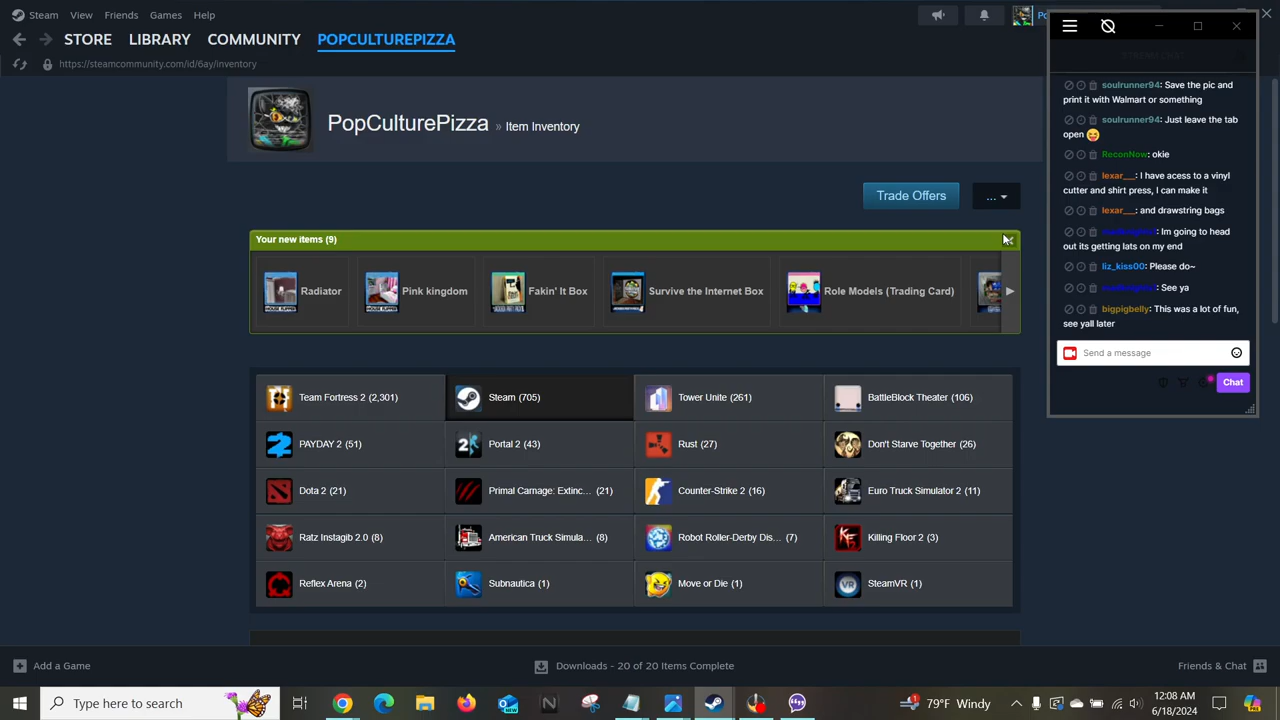 Steam View Friends Games Help
STORE LIBRARY COMMUNITY POPCULTUREPIZZA
https://steamcommunity.com/id/6ay/inventory
PopCulturePizza » Item Inventory
Trade Offers ...
Your new items (9)
Radiator Pink kingdom Fakin' It Box Survive the Internet Box Role Models (Trading Card)
Team Fortress 2 (2,301) Steam (705) Tower Unite (261) BattleBlock Theater (106)
PAYDAY 2 (51) Portal 2 (43) Rust (27) Don't Starve Together (26)
Dota 2 (21) Primal Carnage: Extinc... (21) Counter-Strike 2 (16) Euro Truck Simulator 2 (11)
Ratz Instagib 2.0 (8) American Truck Simula... (8) Robot Roller-Derby Dis... (7) Killing Floor 2 (3)
Reflex Arena (2) Subnautica (1) Move or Die (1) SteamVR (1)
soulrunner94: Save the pic and
print it with Walmart or something
soulrunner94: Just leave the tab
open 😝
ReconNow: okie
lexar__: I have acess to a vinyl
cutter and shirt press, I can make it
lexar__: and drawstring bags
: Im going to head
out its getting lats on my end
liz_kiss00: Please do~
: See ya
bigpigbelly: This was a lot of fun,
see yall later
Send a message
Chat
Add a Game Downloads - 20 of 20 Items Complete Friends & Chat
Type here to search 79°F Windy 12:08 AM
6/18/2024